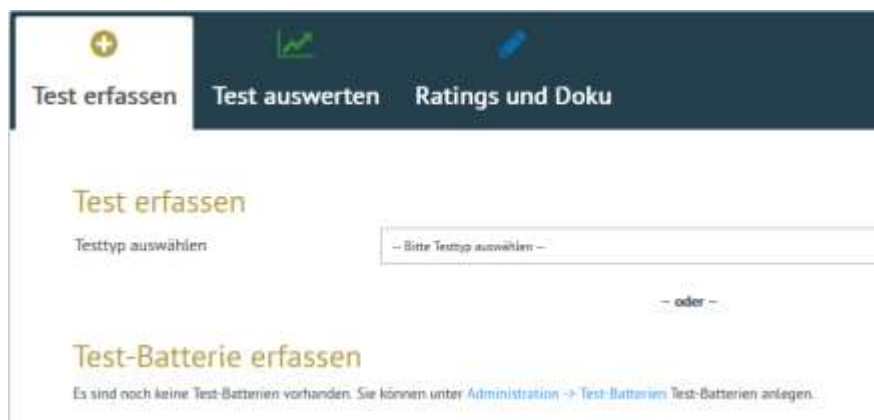 Test erfassen Test auswerten Ratings und Doku
Test erfassen
Testtyp auswählen -- Bitte Testtyp auswählen --
-- oder --
Test-Batterie erfassen
Es sind noch keine Test-Batterien vorhanden. Sie können unter Administration -> Test-Batterien Test-Batterien anlegen.